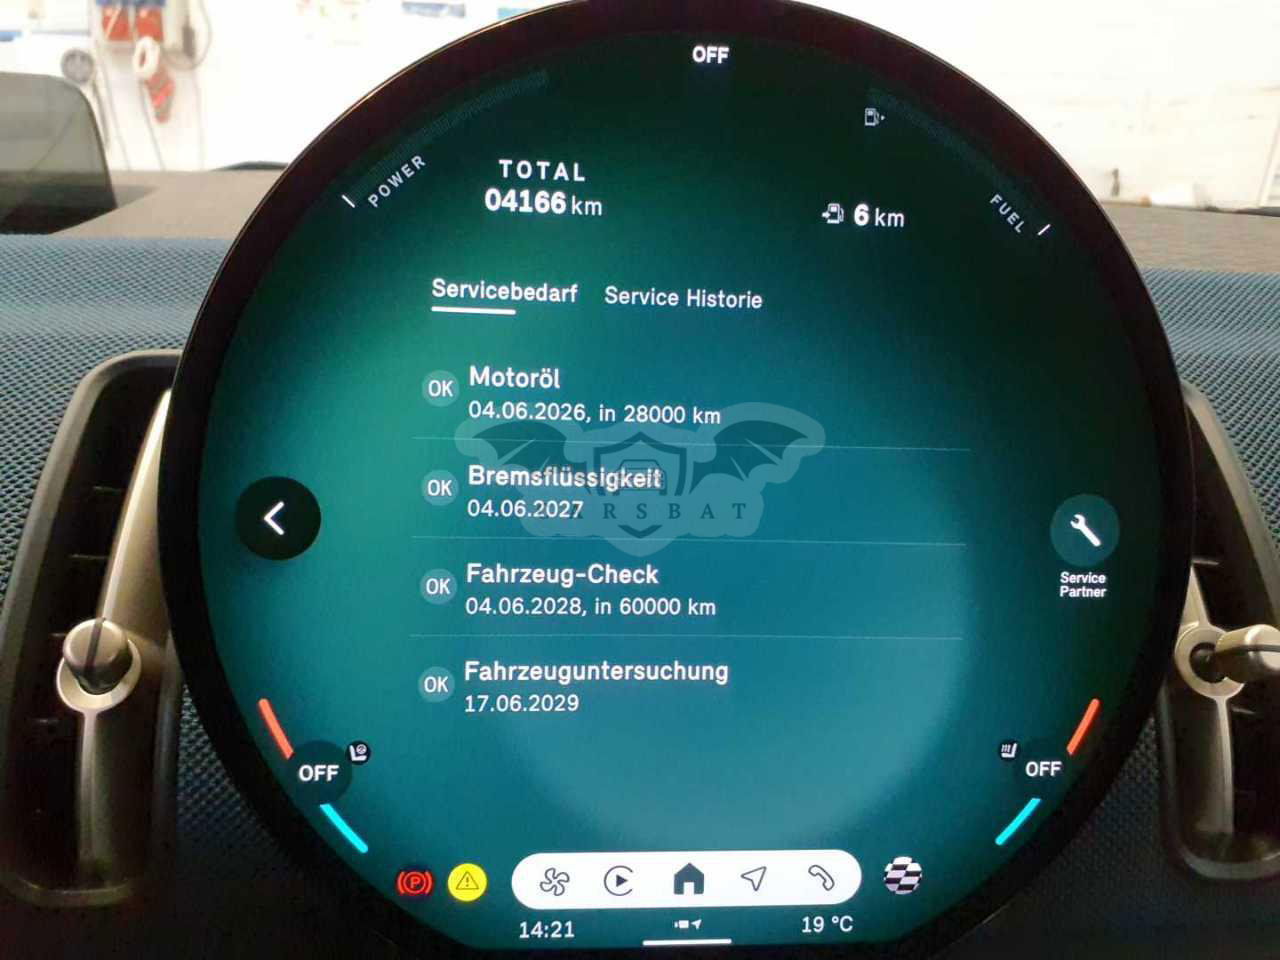 OFF
POWER
TOTAL
04166 km
6 km
FUEL
Servicebedarf Service Historie
OK Motoröl
04.06.2026, in 28000 km
OK Bremsflüssigkeit
04.06.2027
CARSBAT
OK Fahrzeug-Check
04.06.2028, in 60000 km
Service
Partner
OK Fahrzeuguntersuchung
17.06.2029
OFF
OFF
P
14:21
19 °C